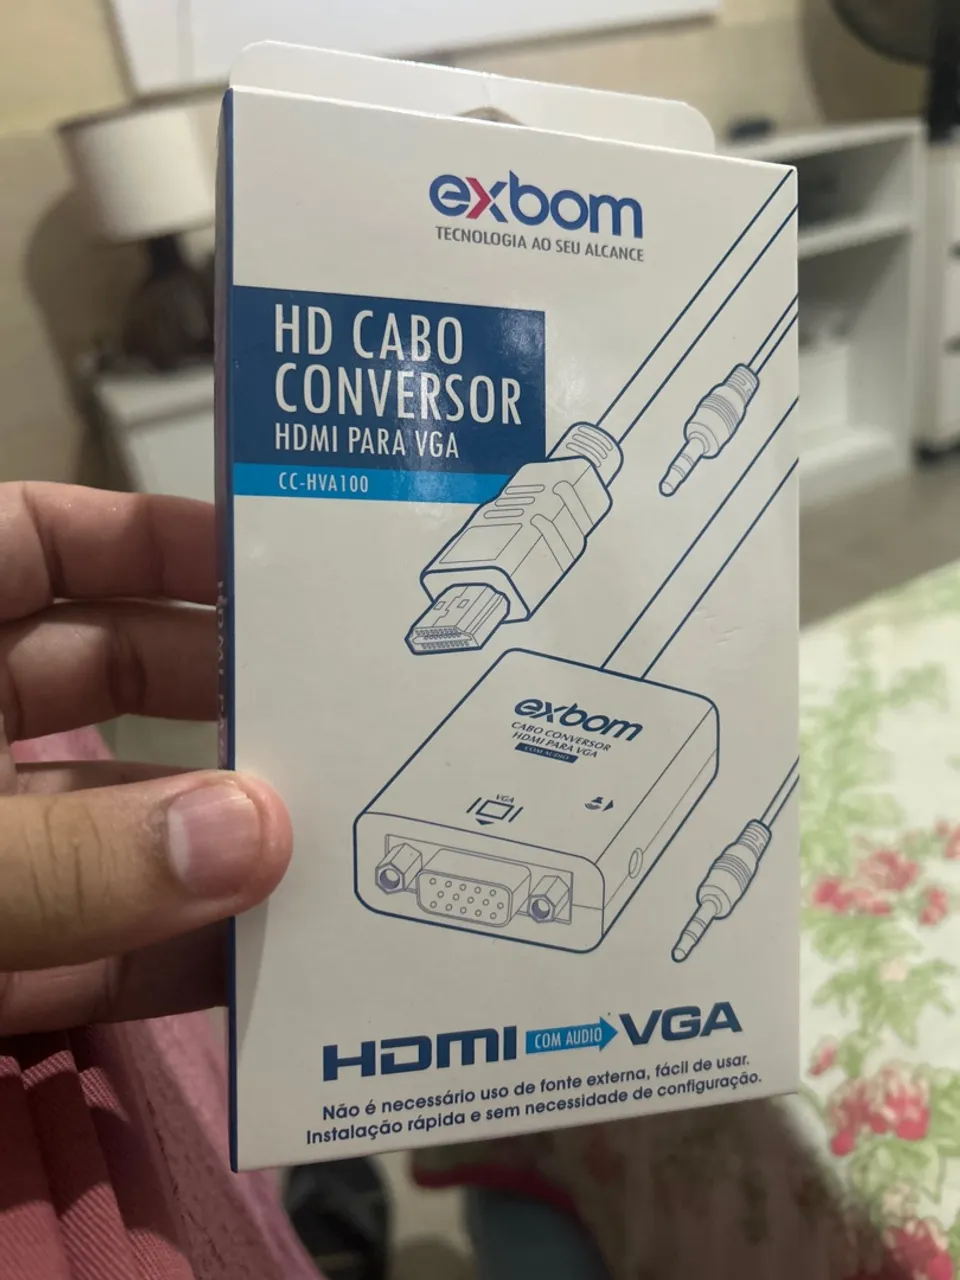 exbom
TECNOLOGIA AO SEU ALCANCE
HD CABO
CONVERSOR
HDMI PARA VGA
CC-HVA100
exbom
CABO CONVERSOR
HDMI PARA VGA
COM AUDIO
VGA
HDMI COM AUDIO VGA
Não é necessário uso de fonte externa, fácil de usar.
Instalação rápida e sem necessidade de configuração.